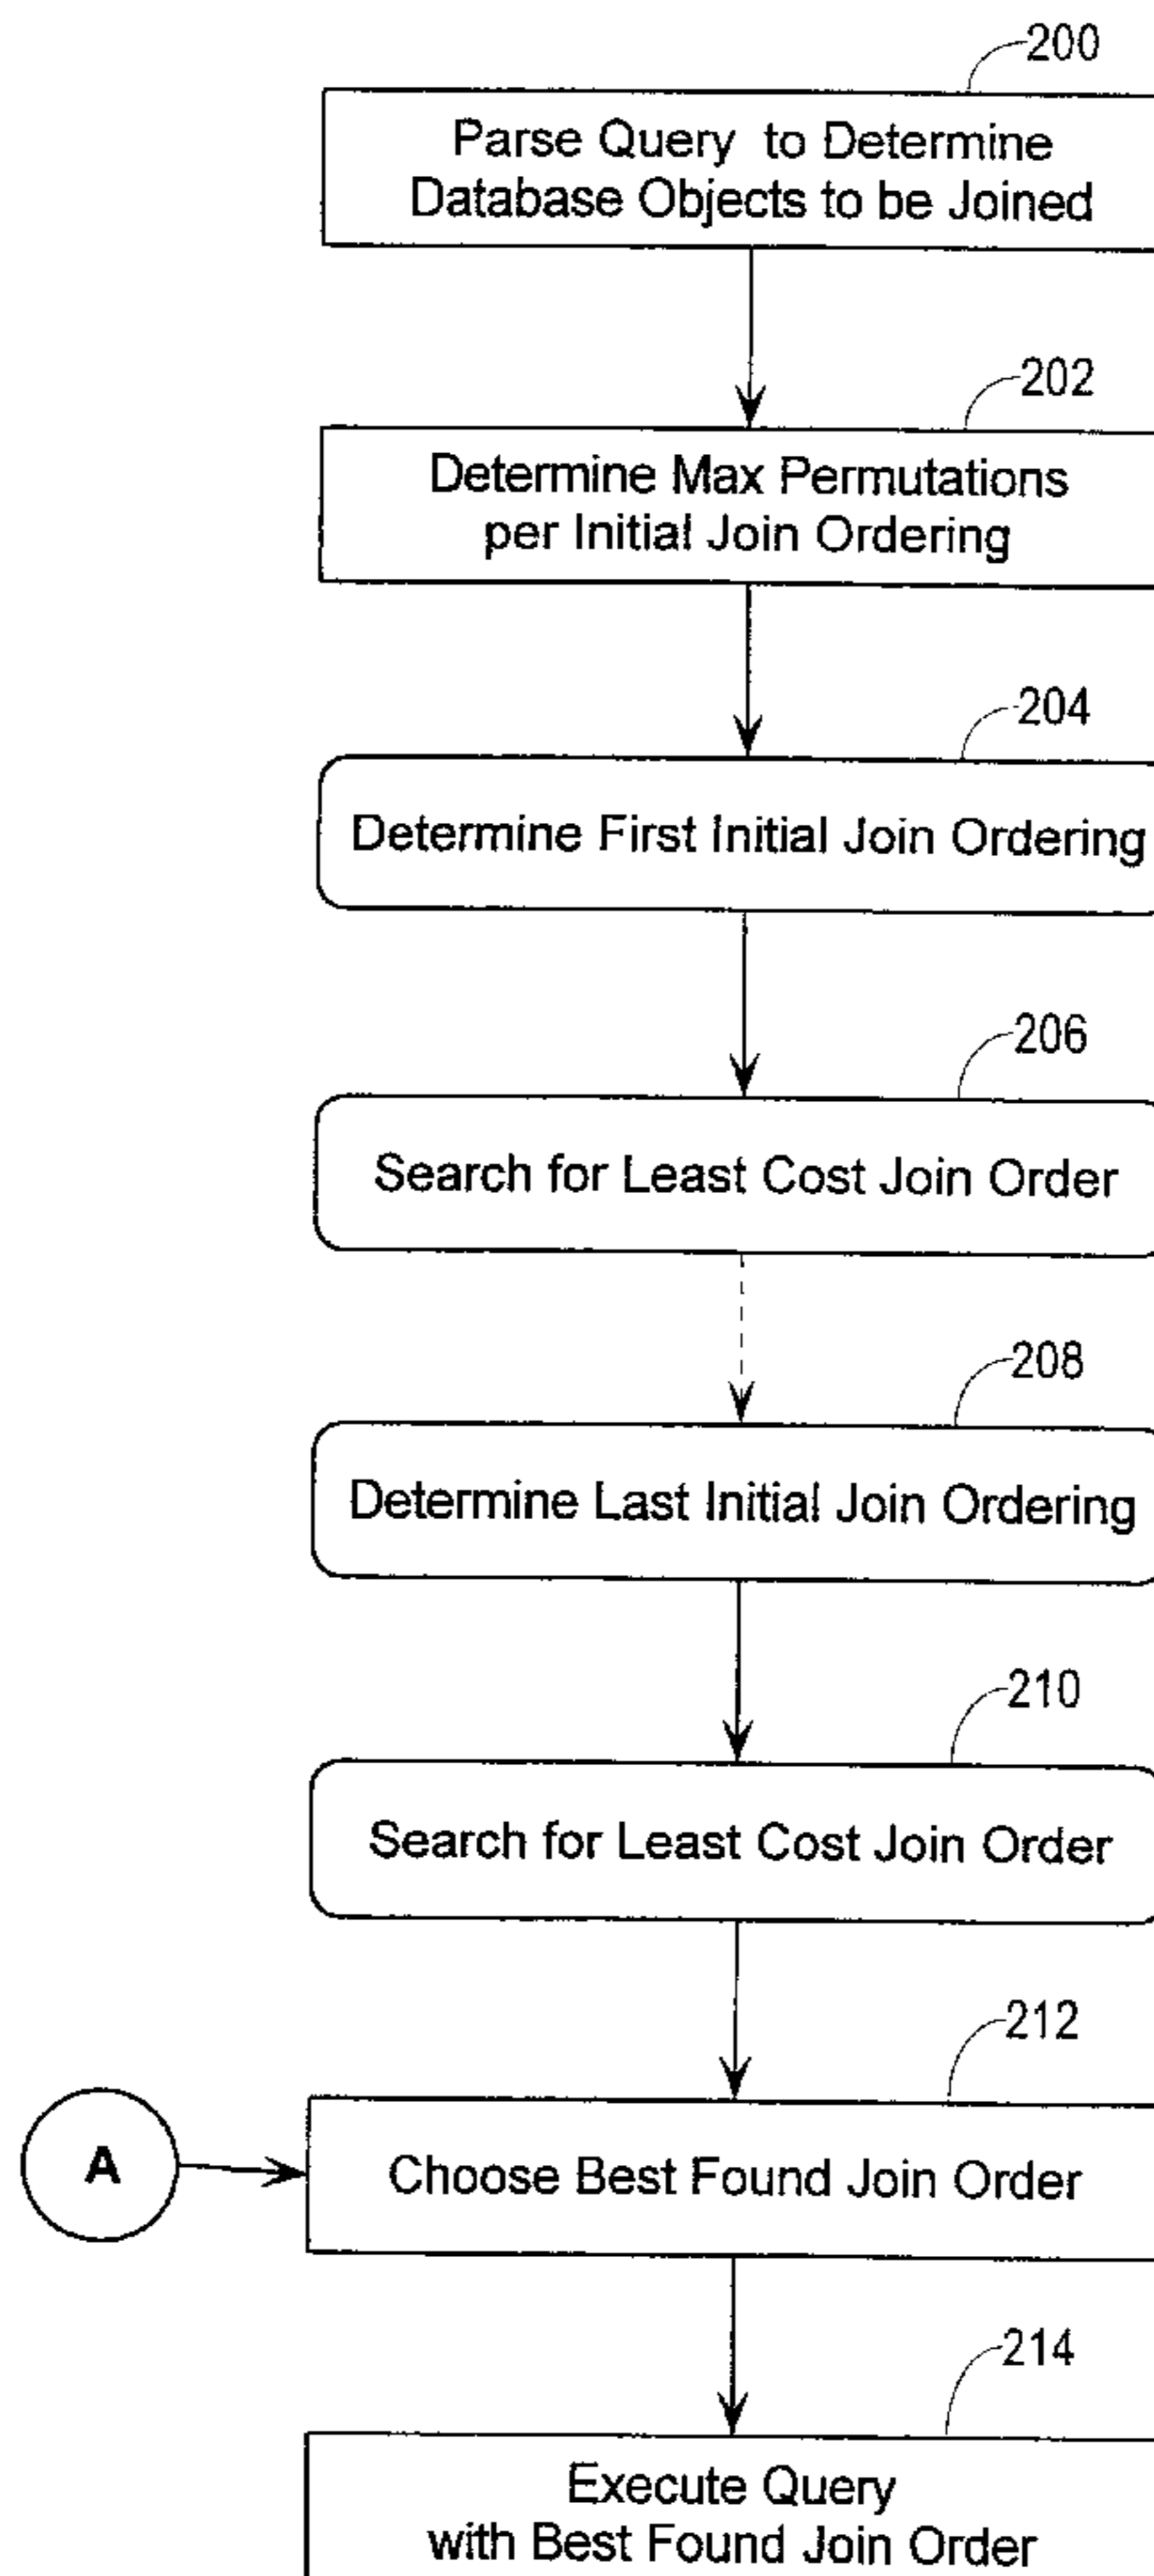 200
Parse Query to Determine
Database Objects to be Joined
202
Determine Max Permutations
per Initial Join Ordering
204
Determine First Initial Join Ordering
206
Search for Least Cost Join Order
208
Determine Last Initial Join Ordering
210
Search for Least Cost Join Order
212
A
Choose Best Found Join Order
214
Execute Query
with Best Found Join Order